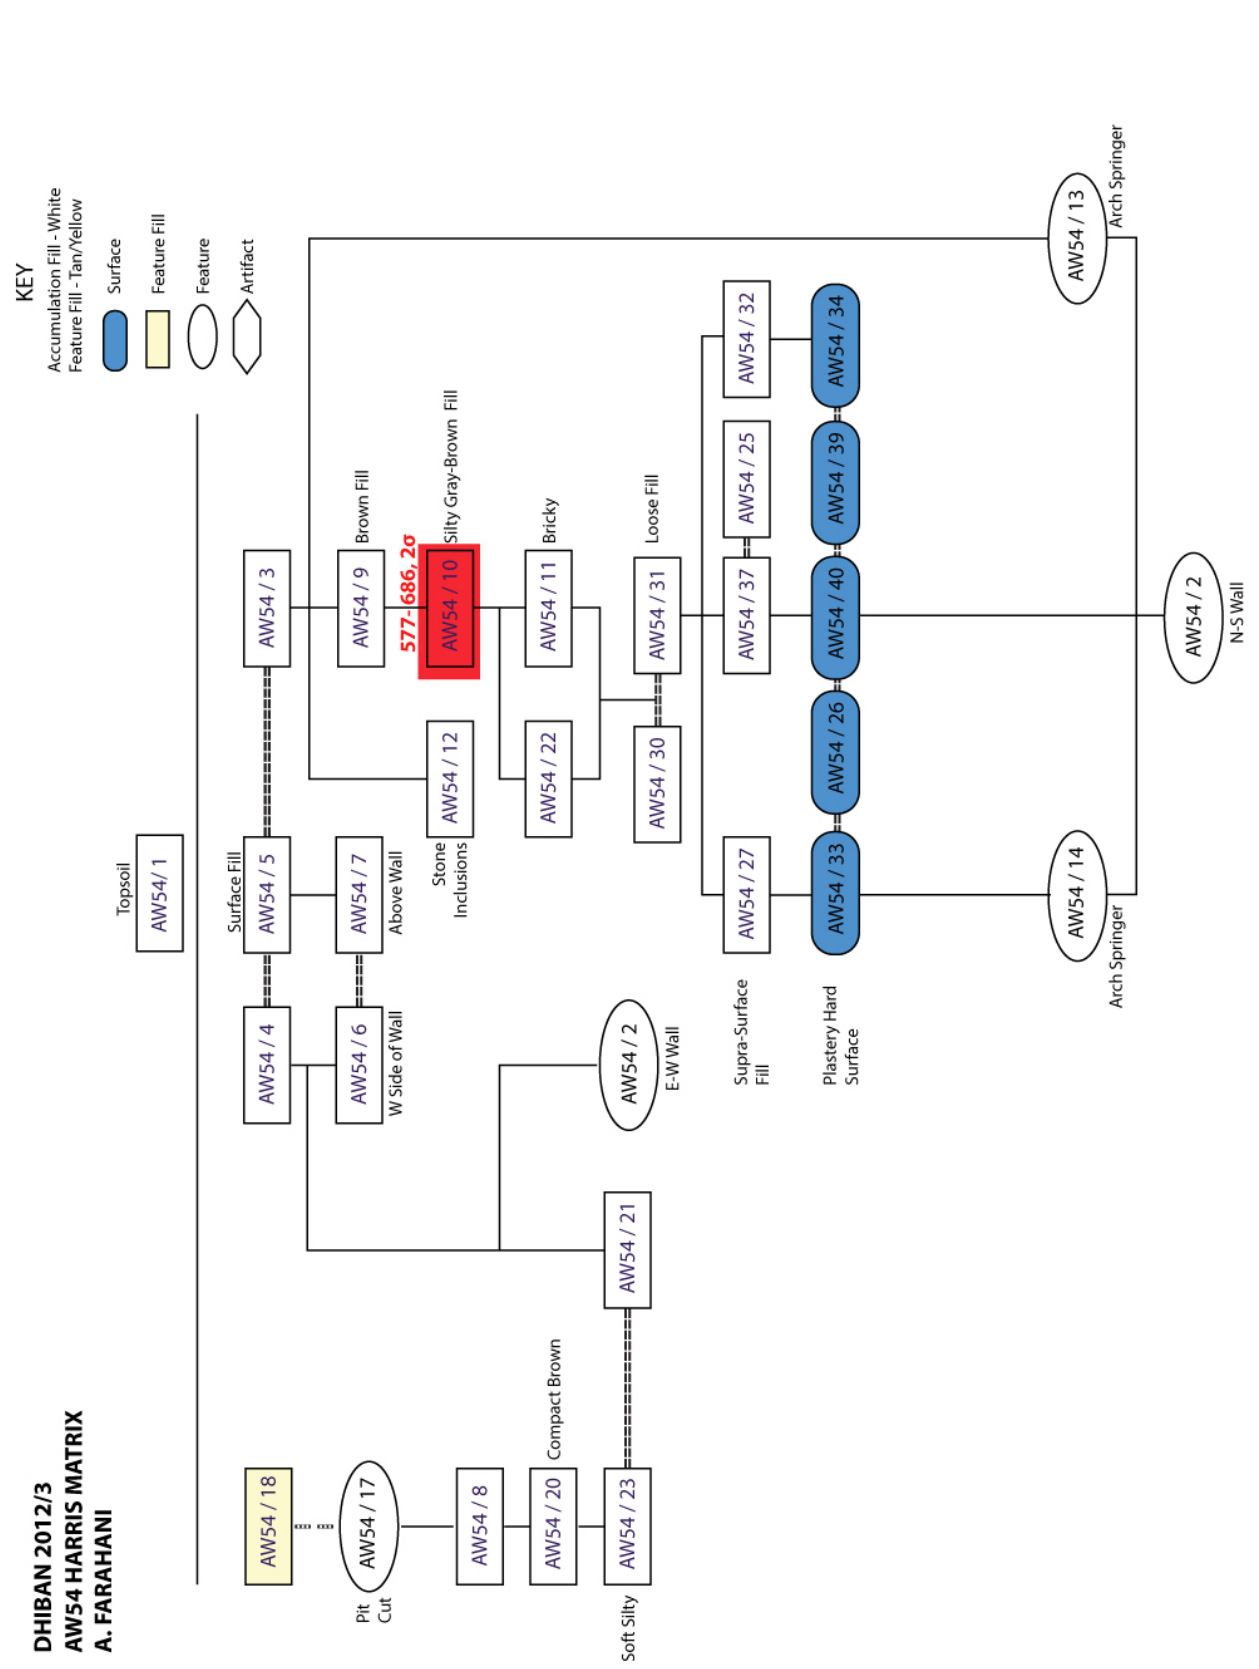 DHIBAN 2012/3
AW54 HARRIS MATRIX
A. FARAHANI
KEY
Accumulation Fill - White
Feature Fill - Tan/Yellow
Surface
Feature Fill
Feature
Artifact
Topsoil
AW54/ 1
Surface Fill
AW54 / 18
AW54 / 4
AW54 / 5
AW54 / 3
Pit
Cut
AW54 / 17
AW54 / 6
W Side of Wall
AW54 / 7
Above Wall
AW54 / 9
Brown Fill
577-686, 2σ
AW54 / 8
Stone
Inclusions
AW54 / 12
AW54 / 10
Silty Gray-Brown Fill
AW54 / 20
Compact Brown
AW54 / 22
AW54 / 11
Bricky
Soft Silty
AW54 / 23
AW54 / 21
AW54 / 2
E-W Wall
AW54 / 30
AW54 / 31
Loose Fill
Supra-Surface
Fill
AW54 / 27
AW54 / 37
AW54 / 25
AW54 / 32
Plastery Hard
Surface
AW54 / 33
AW54 / 26
AW54 / 40
AW54 / 39
AW54 / 34
AW54 / 14
Arch Springer
AW54 / 13
Arch Springer
AW54 / 2
N-S Wall